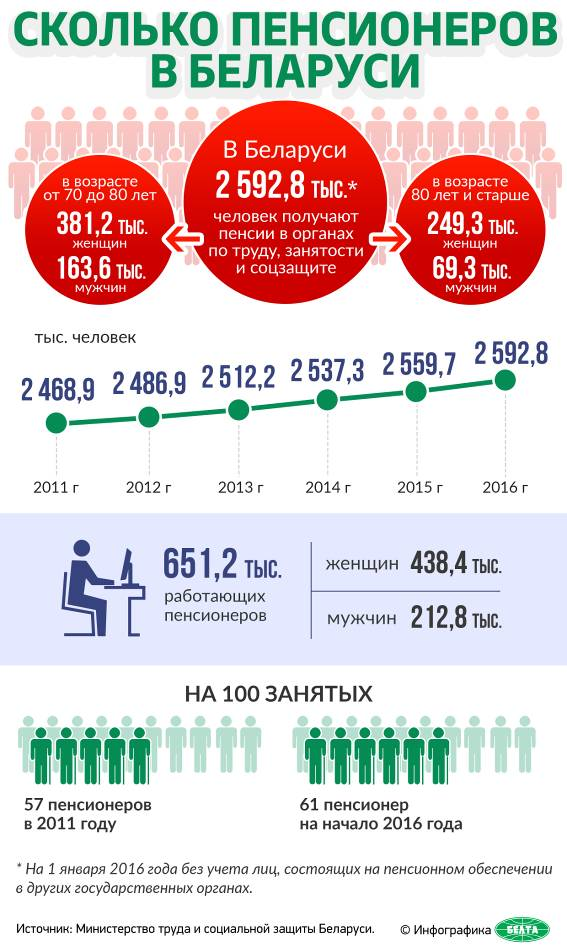 СКОЛЬКО ПЕНСИОНЕРОВ
В БЕЛАРУСИ
В Беларуси
2 592,8 ТЫС.*
человек получают
пенсии в органах
по труду, занятости
и соцзащите
в возрасте
от 70 до 80 лет
381,2 ТЫС.
женщин
163,6 ТЫС.
мужчин
в возрасте
80 лет и старше
249,3 ТЫС.
женщин
69,3 ТЫС.
мужчин
тыс. человек
2 468,9 2 486,9 2 512,2 2 537,3 2 559,7 2 592,8
2011 г 2012 г 2013 г 2014 г 2015 г 2016 г
651,2 ТЫС.
работающих
пенсионеров
женщин 438,4 ТЫС.
мужчин 212,8 ТЫС.
НА 100 ЗАНЯТЫХ
57 пенсионеров
в 2011 году
61 пенсионер
на начало 2016 года
* На 1 января 2016 года без учета лиц, состоящих на пенсионном обеспечении
в других государственных органах.
Источник: Министерство труда и социальной защиты Беларуси.
© Инфографика БЕЛТА